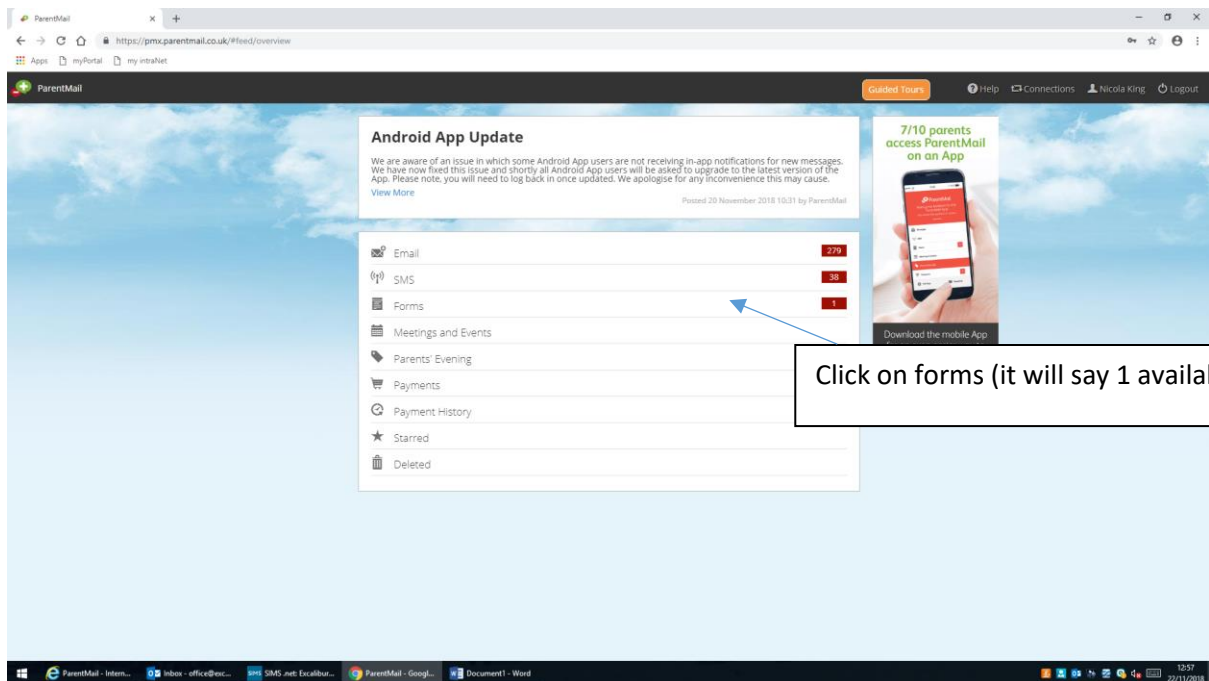 ParentMail
https://pmx.parentmail.co.uk/#feed/overview
Apps myPortal my intraNet
ParentMail
Guided Tours Help Connections Nicola King Logout
Android App Update
We are aware of an issue in which some Android App users are not receiving in-app notifications for new messages.
We have now fixed this issue and shortly all Android App users will be asked to upgrade to the latest version of the
App. Please note, you will need to log back in once updated. We apologise for any inconvenience this may cause.
View More
Posted 20 November 2018 10:31 by ParentMail
7/10 parents
access ParentMail
on an App
Email 279
SMS 38
Forms 1
Meetings and Events
Parents' Evening
Payments
Payment History
Starred
Deleted
Download the mobile App
Click on forms (it will say 1 availa
ParentMail - Intern... Inbox - office@exc... SIMS .net: Excalibur... ParentMail - Googl... Document1 - Word
12:57
22/11/2018